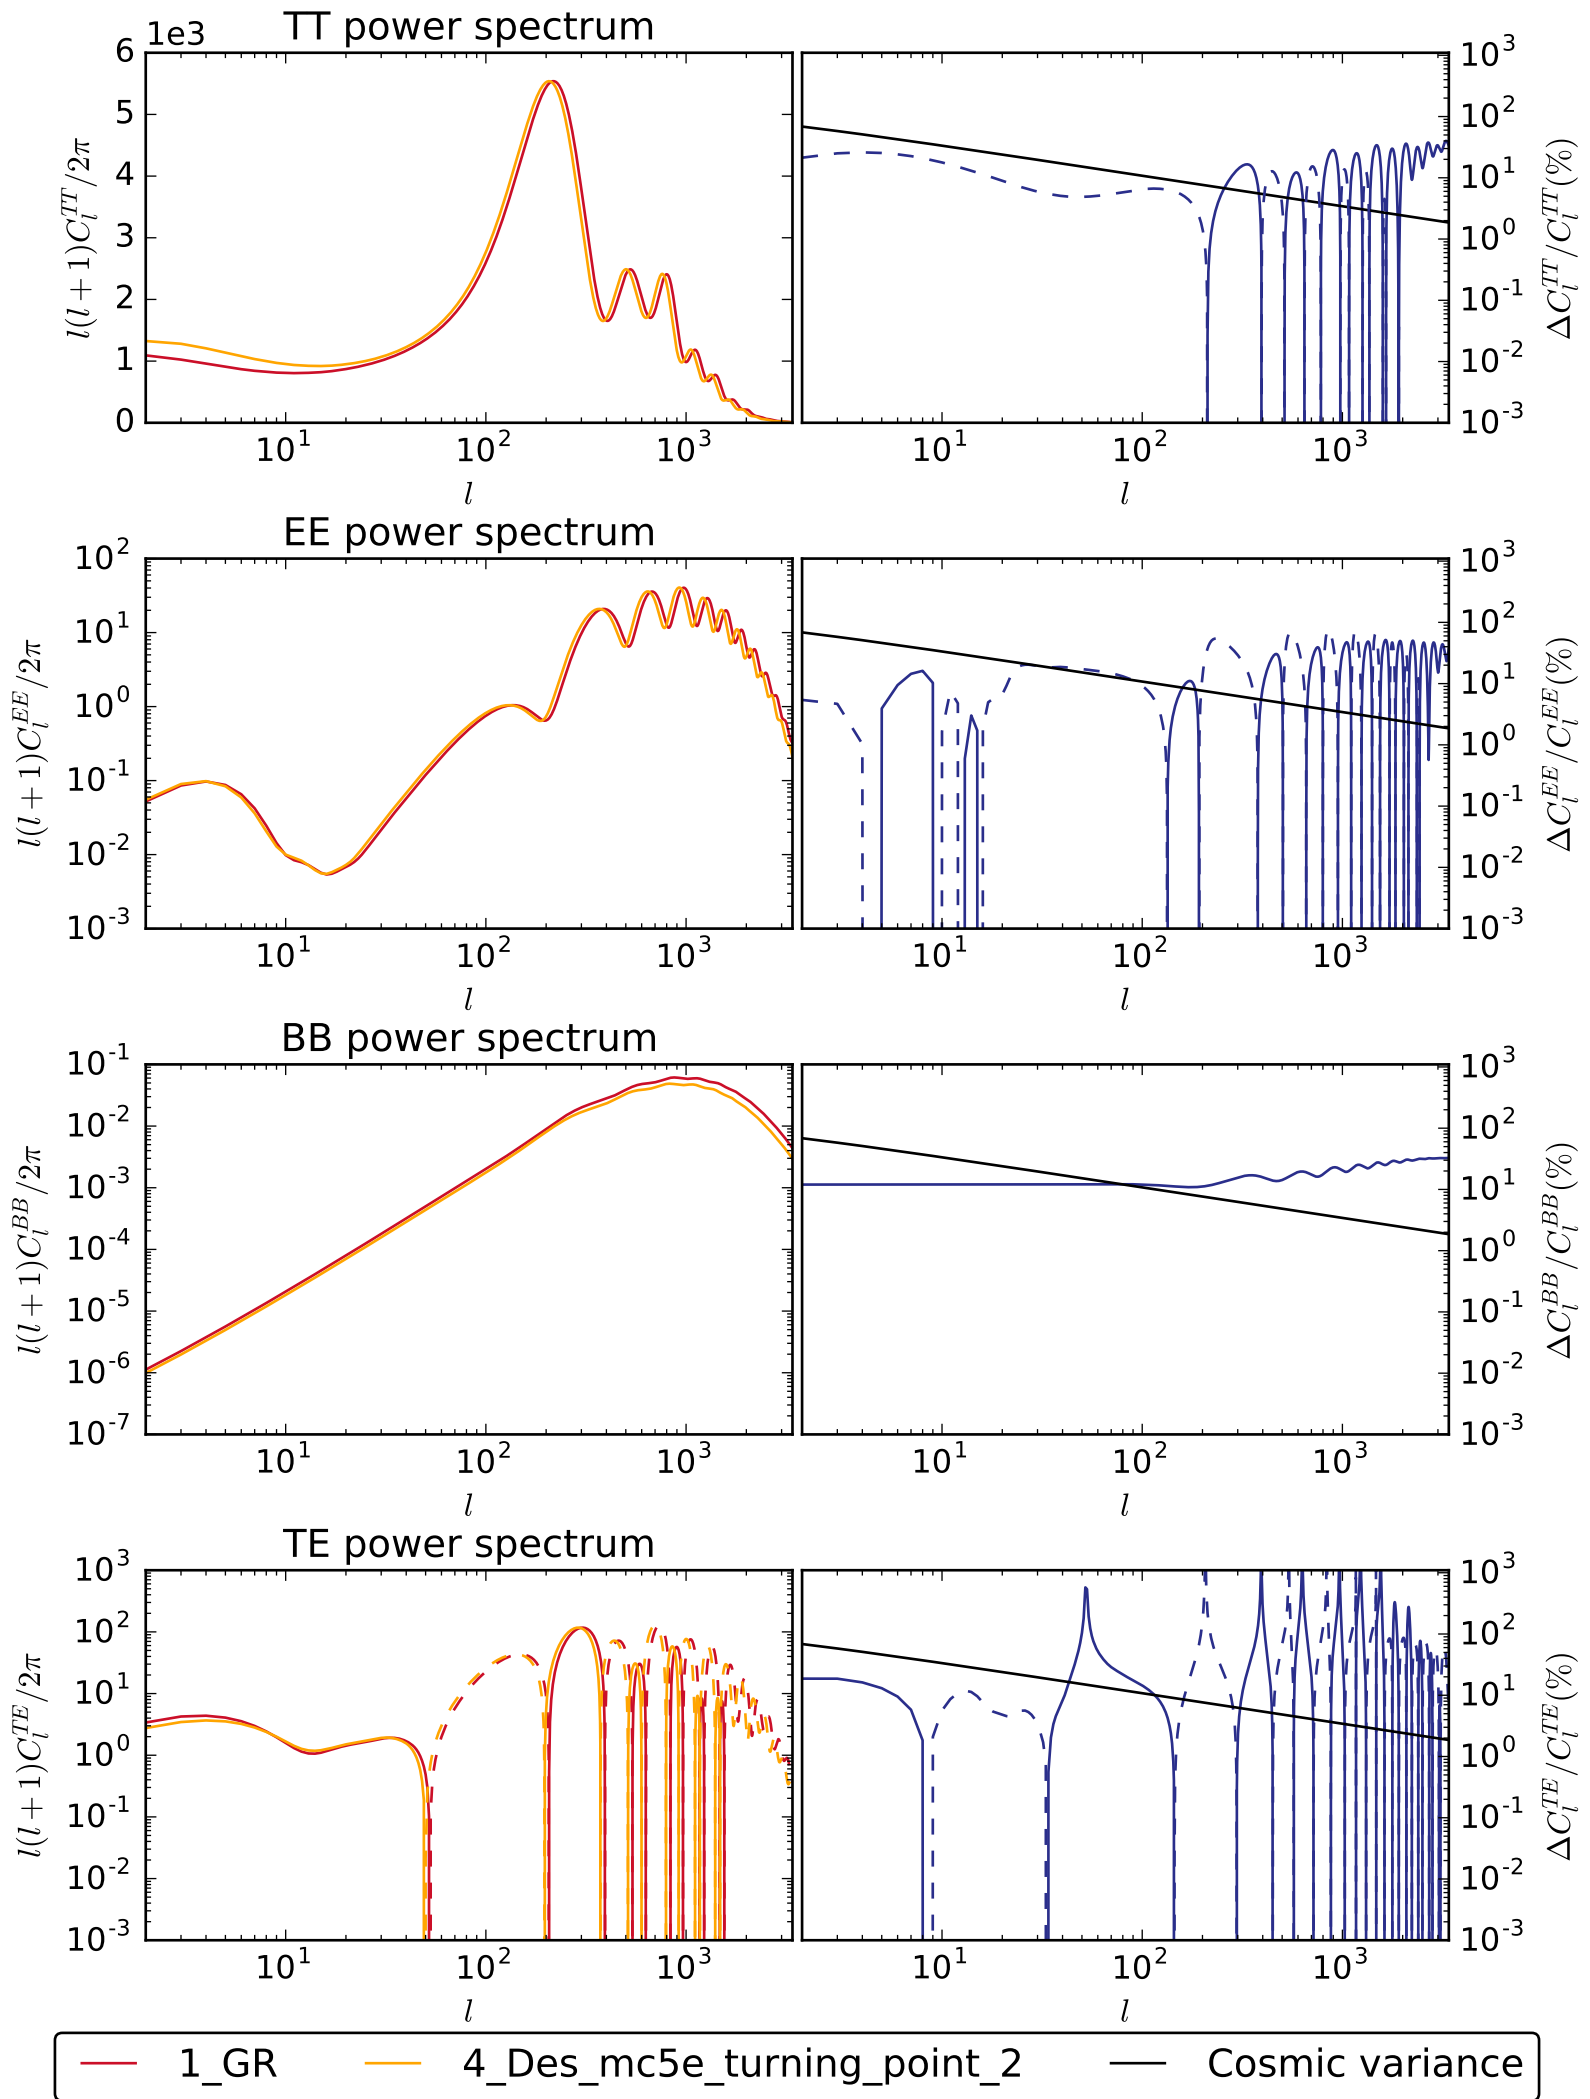 TT power spectrum
1e3
6
5
4
3
2
1
0
l(l + 1)C_l^{TT}/2π
10^1 10^2 10^3
l
10^3
10^2
10^1
10^0
10^-1
10^-2
10^-3
ΔC_l^{TT}/C_l^{TT}(%)
10^1 10^2 10^3
l
EE power spectrum
10^2
10^1
10^0
10^-1
10^-2
10^-3
l(l + 1)C_l^{EE}/2π
10^1 10^2 10^3
l
10^3
10^2
10^1
10^0
10^-1
10^-2
10^-3
ΔC_l^{EE}/C_l^{EE}(%)
10^1 10^2 10^3
l
BB power spectrum
10^-1
10^-2
10^-3
10^-4
10^-5
10^-6
10^-7
l(l + 1)C_l^{BB}/2π
10^1 10^2 10^3
l
10^3
10^2
10^1
10^0
10^-1
10^-2
10^-3
ΔC_l^{BB}/C_l^{BB}(%)
10^1 10^2 10^3
l
TE power spectrum
10^3
10^2
10^1
10^0
10^-1
10^-2
10^-3
l(l + 1)C_l^{TE}/2π
10^1 10^2 10^3
l
10^3
10^2
10^1
10^0
10^-1
10^-2
10^-3
ΔC_l^{TE}/C_l^{TE}(%)
10^1 10^2 10^3
l
1_GR 4_Des_mc5e_turning_point_2 Cosmic variance